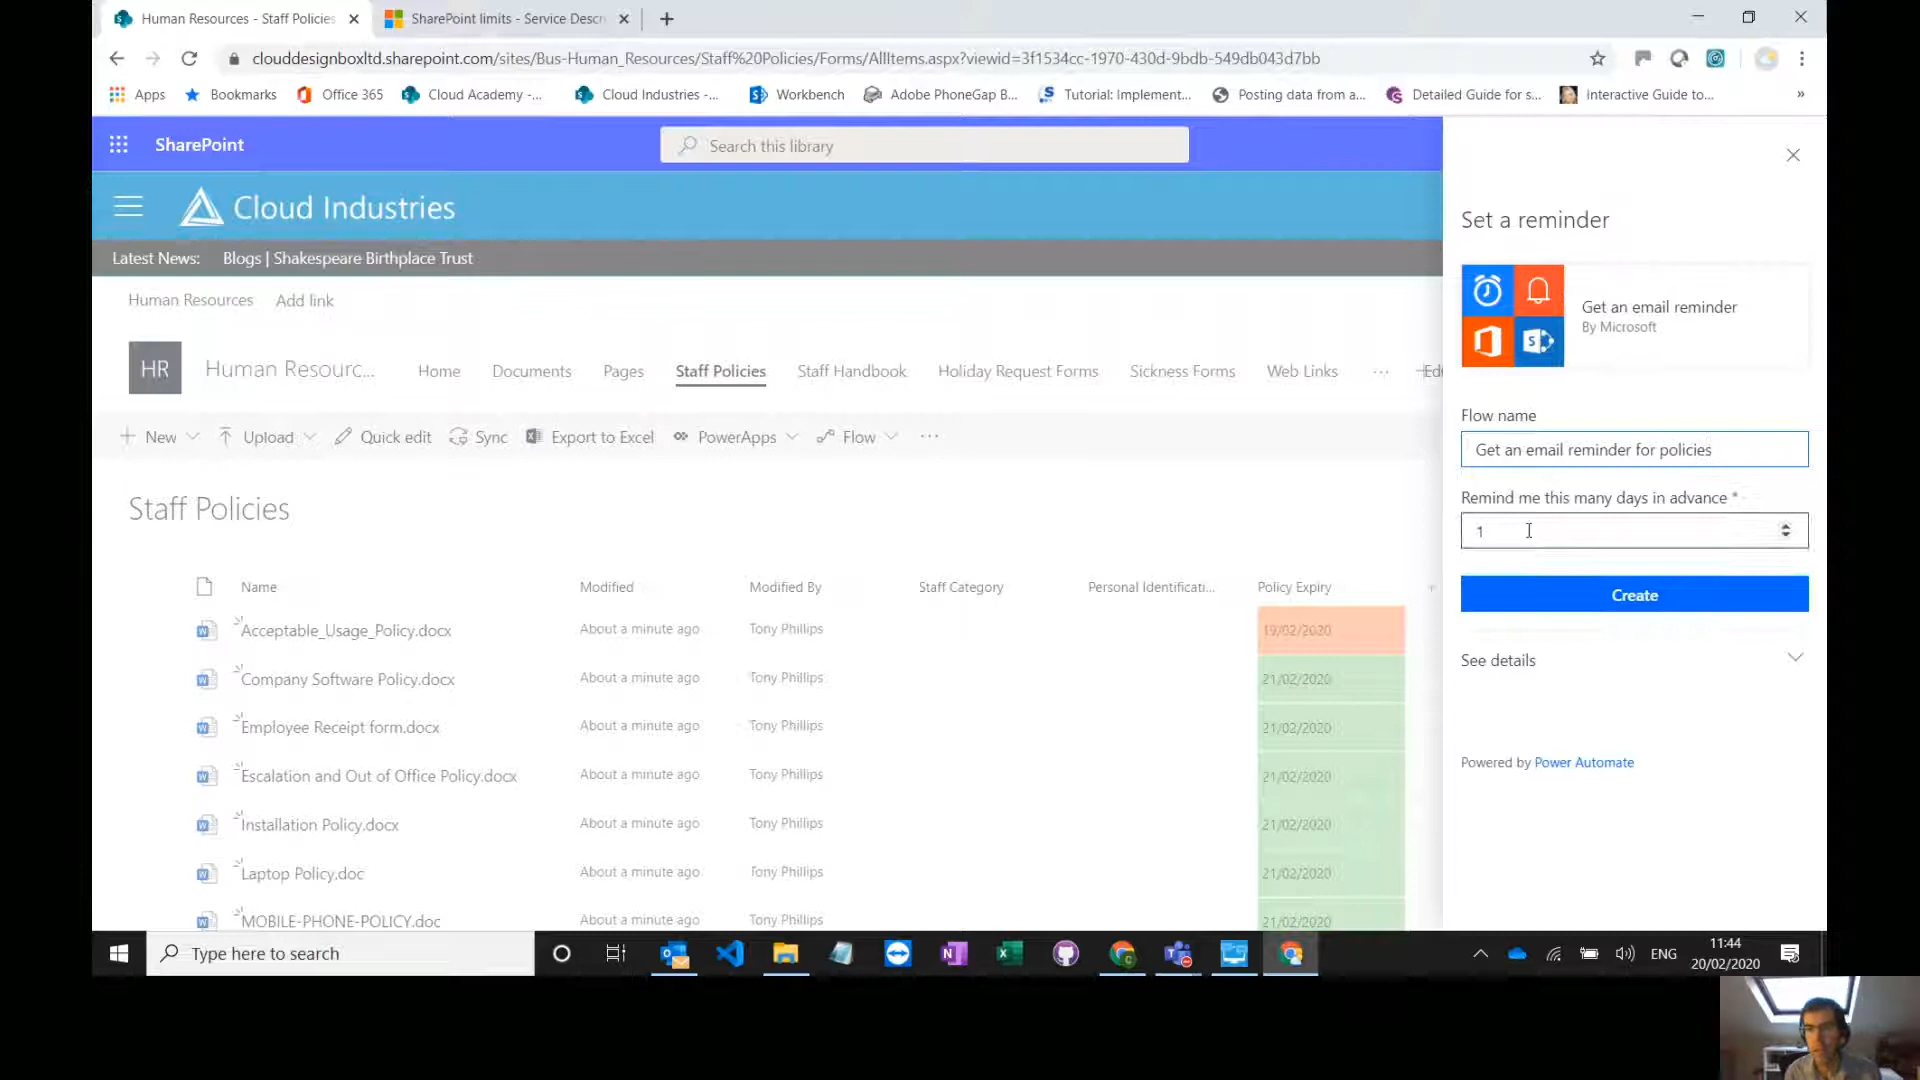 Human Resources - Staff Policies
SharePoint limits - Service Descr
clouddesignboxltd.sharepoint.com/sites/Bus-Human_Resources/Staff%20Policies/Forms/AllItems.aspx?viewid=3f1534cc-1970-430d-9bdb-549db043d7bb
Apps Bookmarks Office 365 Cloud Academy -... Cloud Industries -... Workbench Adobe PhoneGap B... Tutorial: Implement... Posting data from a... Detailed Guide for s... Interactive Guide to... »
SharePoint
Search this library
Cloud Industries
Latest News: Blogs | Shakespeare Birthplace Trust
Human Resources Add link
HR Human Resourc... Home Documents Pages Staff Policies Staff Handbook Holiday Request Forms Sickness Forms Web Links ...
New Upload Quick edit Sync Export to Excel PowerApps Flow ...
Staff Policies
Name Modified Modified By Staff Category Personal Identificati... Policy Expiry
Acceptable_Usage_Policy.docx About a minute ago Tony Phillips 19/02/2020
Company Software Policy.docx About a minute ago Tony Phillips 21/02/2020
Employee Receipt form.docx About a minute ago Tony Phillips 21/02/2020
Escalation and Out of Office Policy.docx About a minute ago Tony Phillips 21/02/2020
Installation Policy.docx About a minute ago Tony Phillips 21/02/2020
Laptop Policy.doc About a minute ago Tony Phillips 21/02/2020
MOBILE-PHONE-POLICY.doc About a minute ago Tony Phillips 21/02/2020
Set a reminder
Get an email reminder
By Microsoft
Flow name
Get an email reminder for policies
Remind me this many days in advance *
1
Create
See details
Powered by Power Automate
Type here to search
ENG
11:44
20/02/2020